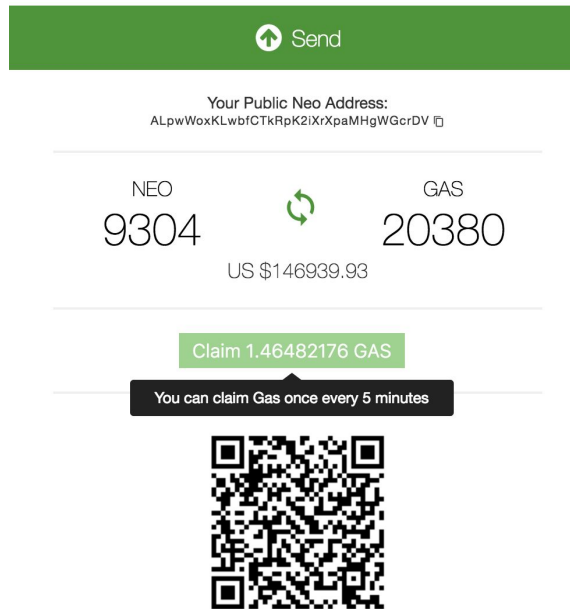 Send
Your Public Neo Address:
ALpwWoxKLwbfCTkRpK2iXrXpaMHgWGcrDV
NEO
GAS
9304
20380
US $146939.93
Claim 1.46482176 GAS
You can claim Gas once every 5 minutes